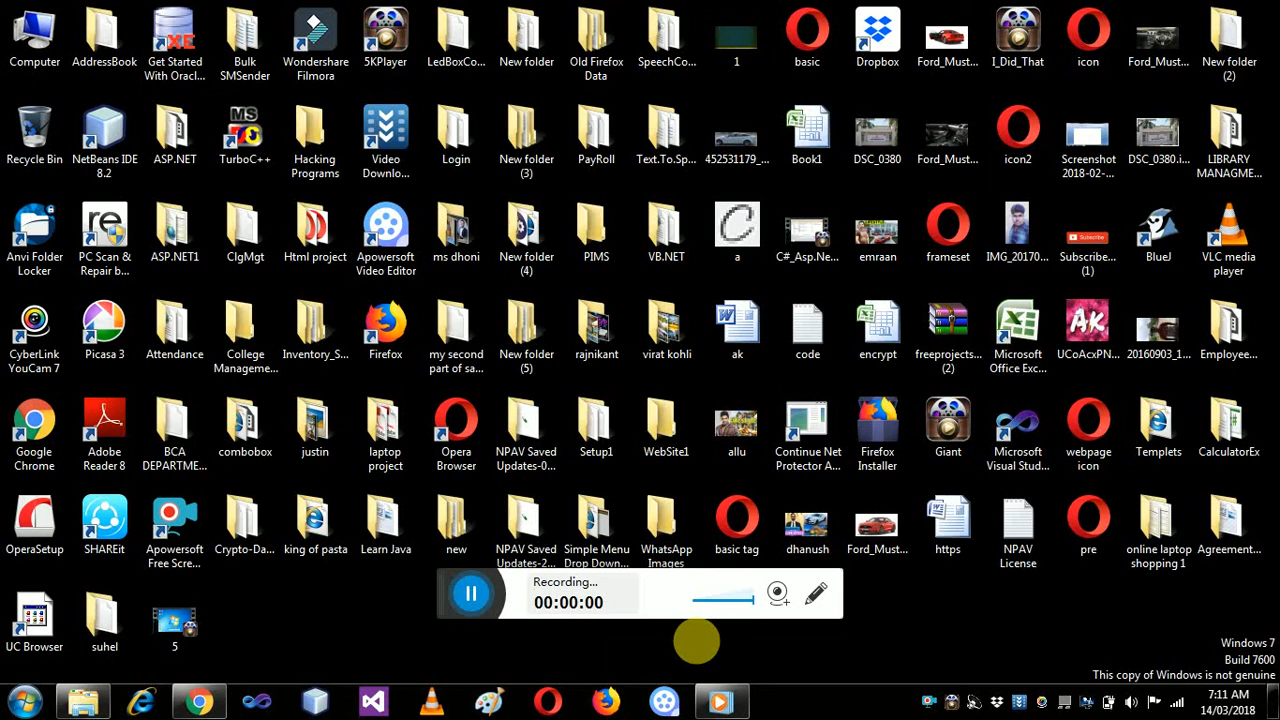 Computer
AddressBook
Get Started
With Oracl...
Bulk
SMSender
Wondershare
Filmora
5KPlayer
LedBoxCo...
New folder
Old Firefox
Data
SpeechCo...
1
basic
Dropbox
Ford_Must...
I_Did_That
icon
Ford_Must...
New folder
(2)
Recycle Bin
NetBeans IDE
8.2
ASP.NET
MS
TurboC++
Hacking
Programs
Video
Downlo...
Login
New folder
(3)
PayRoll
Text.To.Sp...
452531179_...
Book1
DSC_0380
Ford_Must...
icon2
Screenshot
2018-02-...
DSC_0380.i...
LIBRARY
MANAGME...
Anvi Folder
Locker
re
PC Scan &
Repair b...
ASP.NET1
ClgMgt
Html project
Apowersoft
Video Editor
ms dhoni
New folder
(4)
PIMS
VB.NET
a
C#_Asp.Ne...
emraan
frameset
IMG_20170...
Subscribe
Subscribe...
(1)
BlueJ
VLC media
player
CyberLink
YouCam 7
Picasa 3
Attendance
College
Manageme...
Inventory_S...
Firefox
my second
part of sa...
New folder
(5)
rajnikant
virat kohli
ak
code
encrypt
freeprojects...
(2)
Microsoft
Office Exc...
AK
UCoAcxPN...
20160903_1...
Employee...
Google
Chrome
Adobe
Reader 8
BCA
DEPARTME...
combobox
justin
laptop
project
Opera
Browser
NPAV Saved
Updates-0...
Setup1
WebSite1
allu
Continue Net
Protector A...
Firefox
Installer
Giant
Microsoft
Visual Stud...
webpage
icon
Templets
CalculatorEx
OperaSetup
SHAREit
Apowersoft
Free Scre...
Crypto-Da...
king of pasta
Learn Java
new
NPAV Saved
Updates-2...
Simple Menu
Drop Down...
WhatsApp
Images
basic tag
dhanush
Ford_Must...
https
NPAV
License
pre
online laptop
shopping 1
Agreement...
Recording...
00:00:00
UC Browser
suhel
5
Windows 7
Build 7600
This copy of Windows is not genuine
7:11 AM
14/03/2018